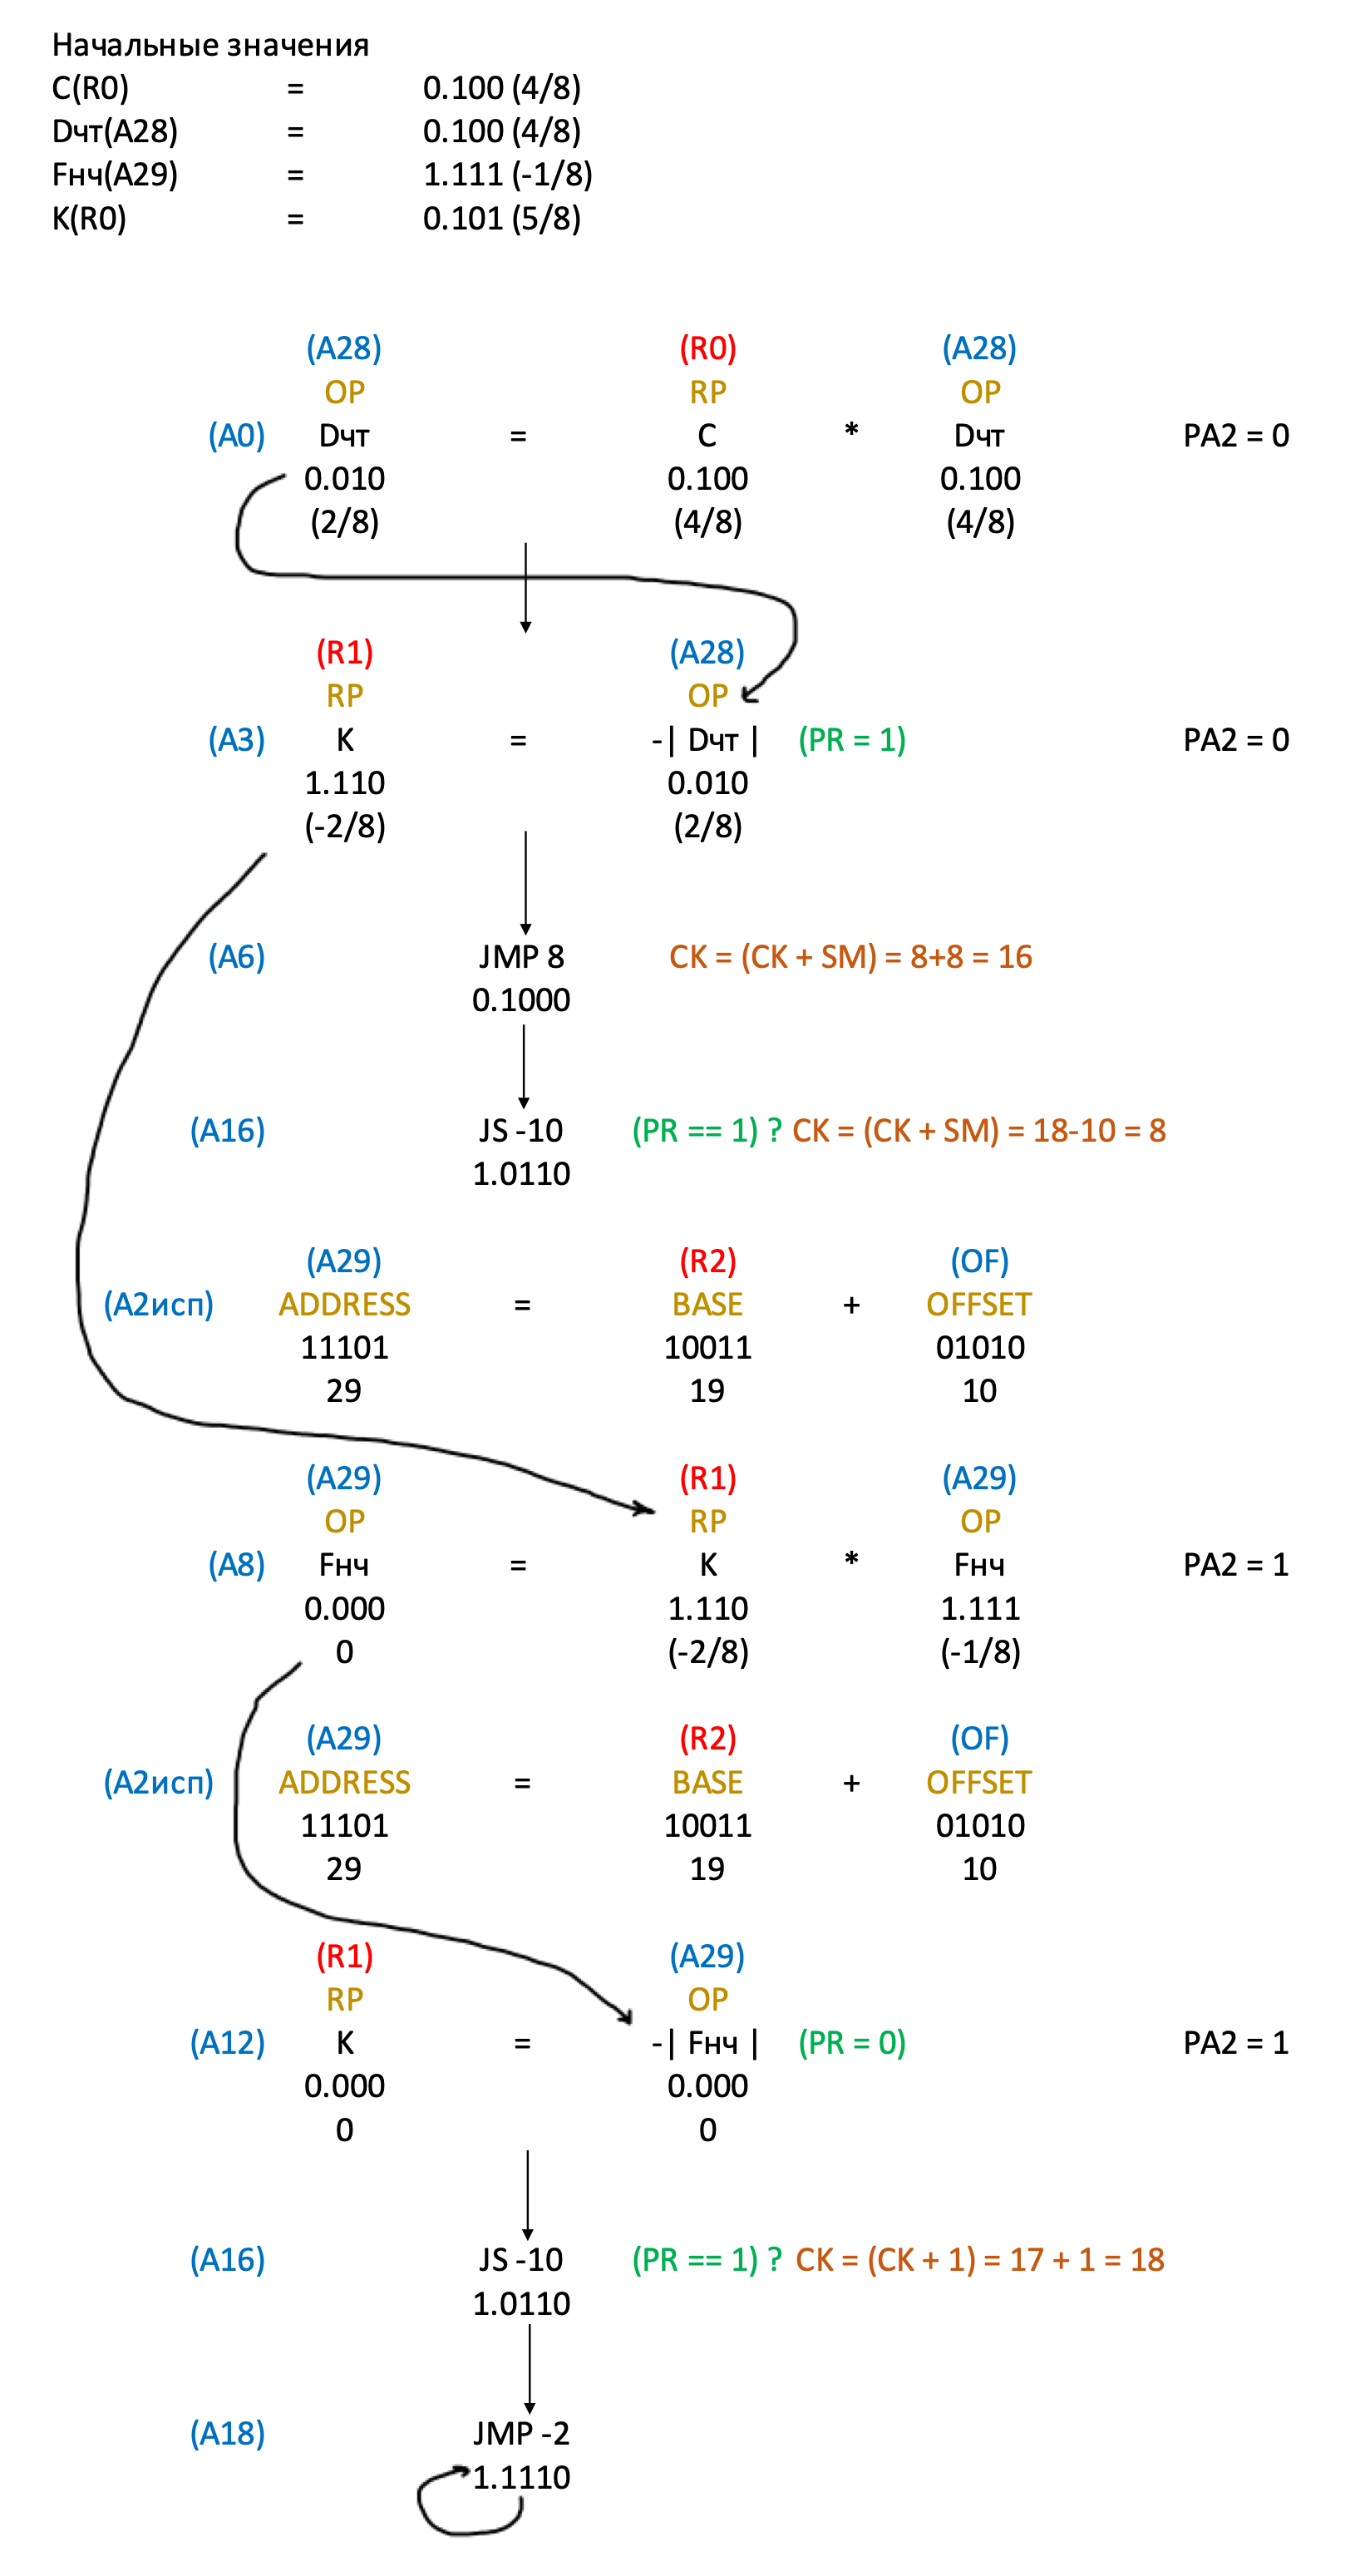 Начальные значения
C(R0) = 0.100 (4/8)
Dчт(A28) = 0.100 (4/8)
Fнч(A29) = 1.111 (-1/8)
K(R0) = 0.101 (5/8)
(A28) (R0) (A28)
OP RP OP
(A0) Dчт = C * Dчт PA2 = 0
0.010 0.100 0.100
(2/8) (4/8) (4/8)
(R1) (A28)
RP OP
(A3) K = -| Dчт | (PR = 1) PA2 = 0
1.110 0.010
(-2/8) (2/8)
(A6) JMP 8 CK = (CK + SM) = 8+8 = 16
0.1000
(A16) JS -10 (PR == 1) ? CK = (CK + SM) = 18-10 = 8
1.0110
(A29) (R2) (OF)
(A2исп) ADDRESS = BASE + OFFSET
11101 10011 01010
29 19 10
(A29) (R1) (A29)
OP RP OP
(A8) Fнч = K * Fнч PA2 = 1
0.000 1.110 1.111
0 (-2/8) (-1/8)
(A29) (R2) (OF)
(A2исп) ADDRESS = BASE + OFFSET
11101 10011 01010
29 19 10
(R1) (A29)
RP OP
(A12) K = -| Fнч | (PR = 0) PA2 = 1
0.000 0.000
0 0
(A16) JS -10 (PR == 1) ? CK = (CK + 1) = 17 + 1 = 18
1.0110
(A18) JMP -2
1.1110